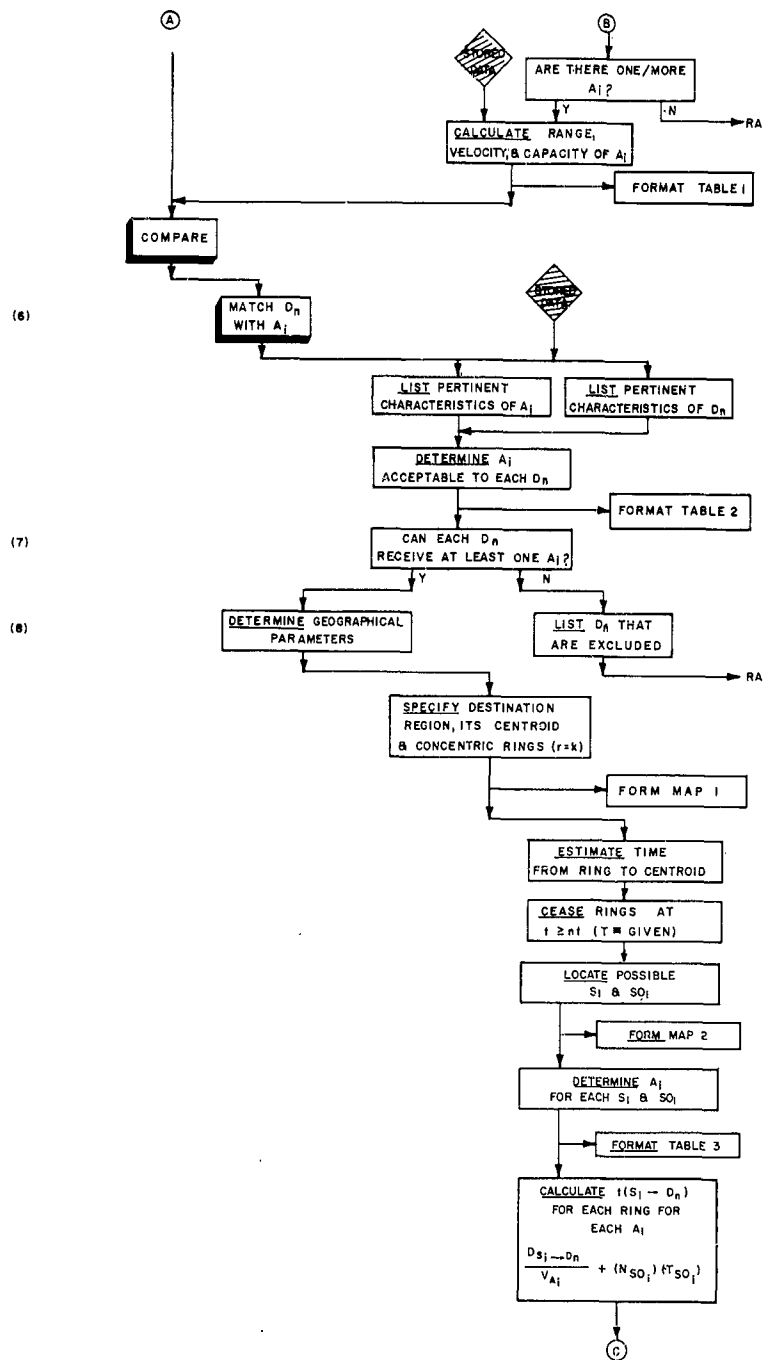 A
B
STORED
DATA
ARE THERE ONE/MORE
Ai?
Y
N
RA
CALCULATE RANGE,
VELOCITY, & CAPACITY OF Ai
FORMAT TABLE 1
COMPARE
STORED
DATA
(6)
MATCH Dn
WITH Ai
LIST PERTINENT
CHARACTERISTICS OF Ai
LIST PERTINENT
CHARACTERISTICS OF Dn
DETERMINE Ai
ACCEPTABLE TO EACH Dn
FORMAT TABLE 2
(7)
CAN EACH Dn
RECEIVE AT LEAST ONE Ai?
Y
N
(8)
DETERMINE GEOGRAPHICAL
PARAMETERS
LIST Dn THAT
ARE EXCLUDED
RA
SPECIFY DESTINATION
REGION, ITS CENTROID
& CONCENTRIC RINGS (r=k)
FORM MAP 1
ESTIMATE TIME
FROM RING TO CENTROID
CEASE RINGS AT
t ≥ nt (T ≡ GIVEN)
LOCATE POSSIBLE
Si & SOi
FORM MAP 2
DETERMINE Ai
FOR EACH Si & SOi
FORMAT TABLE 3
CALCULATE t(Si → Dn)
FOR EACH RING FOR
EACH Ai
DSi→Dn
VAi
+ (NSOi)(TSOi)
C